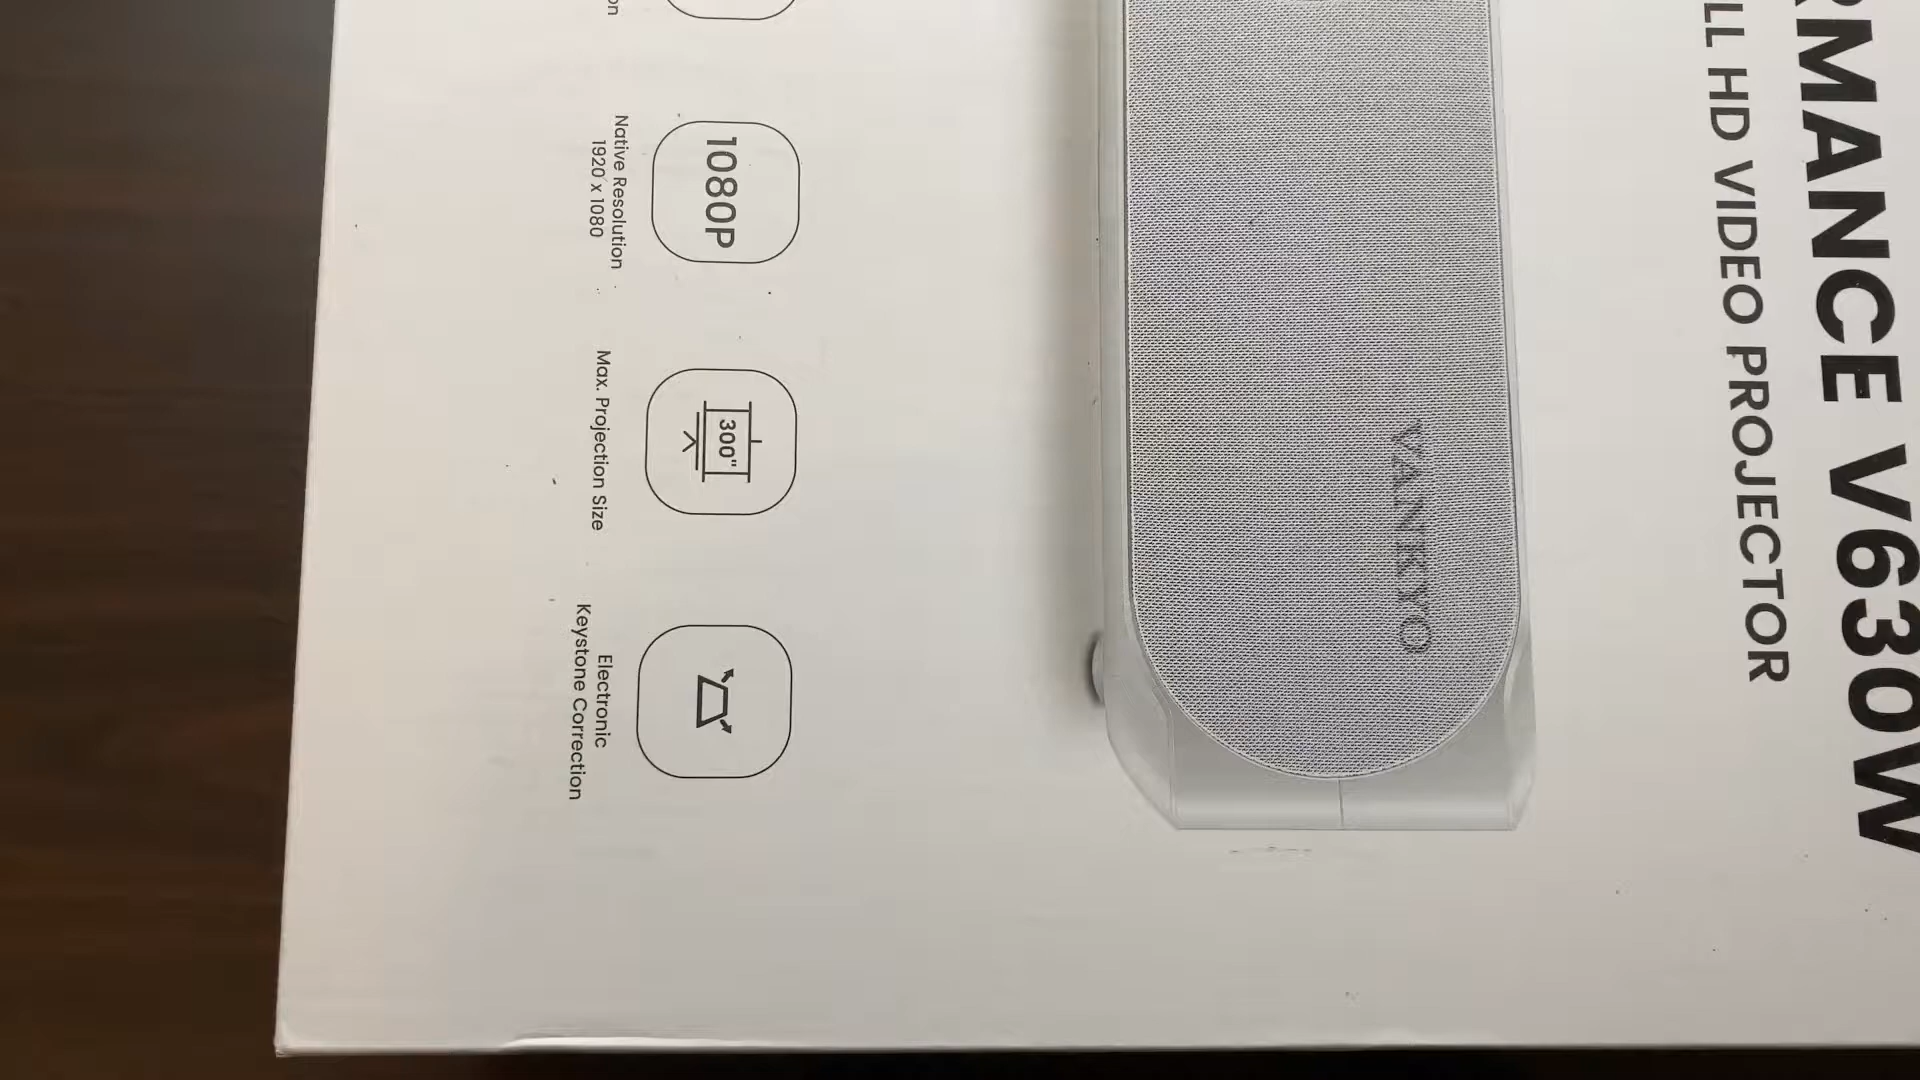 RMANCE V630W
LL HD VIDEO PROJECTOR
VANKYO
on
1080P
Native Resolution
1920 x 1080
300"
Max. Projection Size
Electronic
Keystone Correction